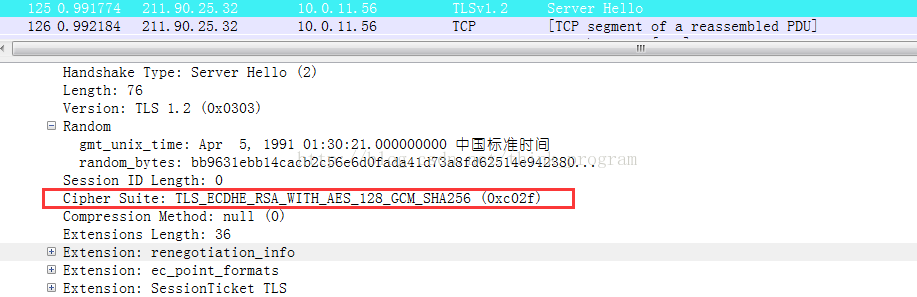 125 0.991774 211.90.25.32 10.0.11.56 TLSv1.2 Server Hello
126 0.992184 211.90.25.32 10.0.11.56 TCP [TCP segment of a reassembled PDU]
Handshake Type: Server Hello (2)
Length: 76
Version: TLS 1.2 (0x0303)
Random
gmt_unix_time: Apr 5, 1991 01:30:21.000000000 中国标准时间
random_bytes:
Session ID Length: 0
Cipher Suite: TLS_ECDHE_RSA_WITH_AES_128_GCM_SHA256 (0xc02f)
Compression Method: null (0)
Extensions Length: 36
Extension: renegotiation_info
Extension: ec_point_formats
Extension: SessionTicket TLS